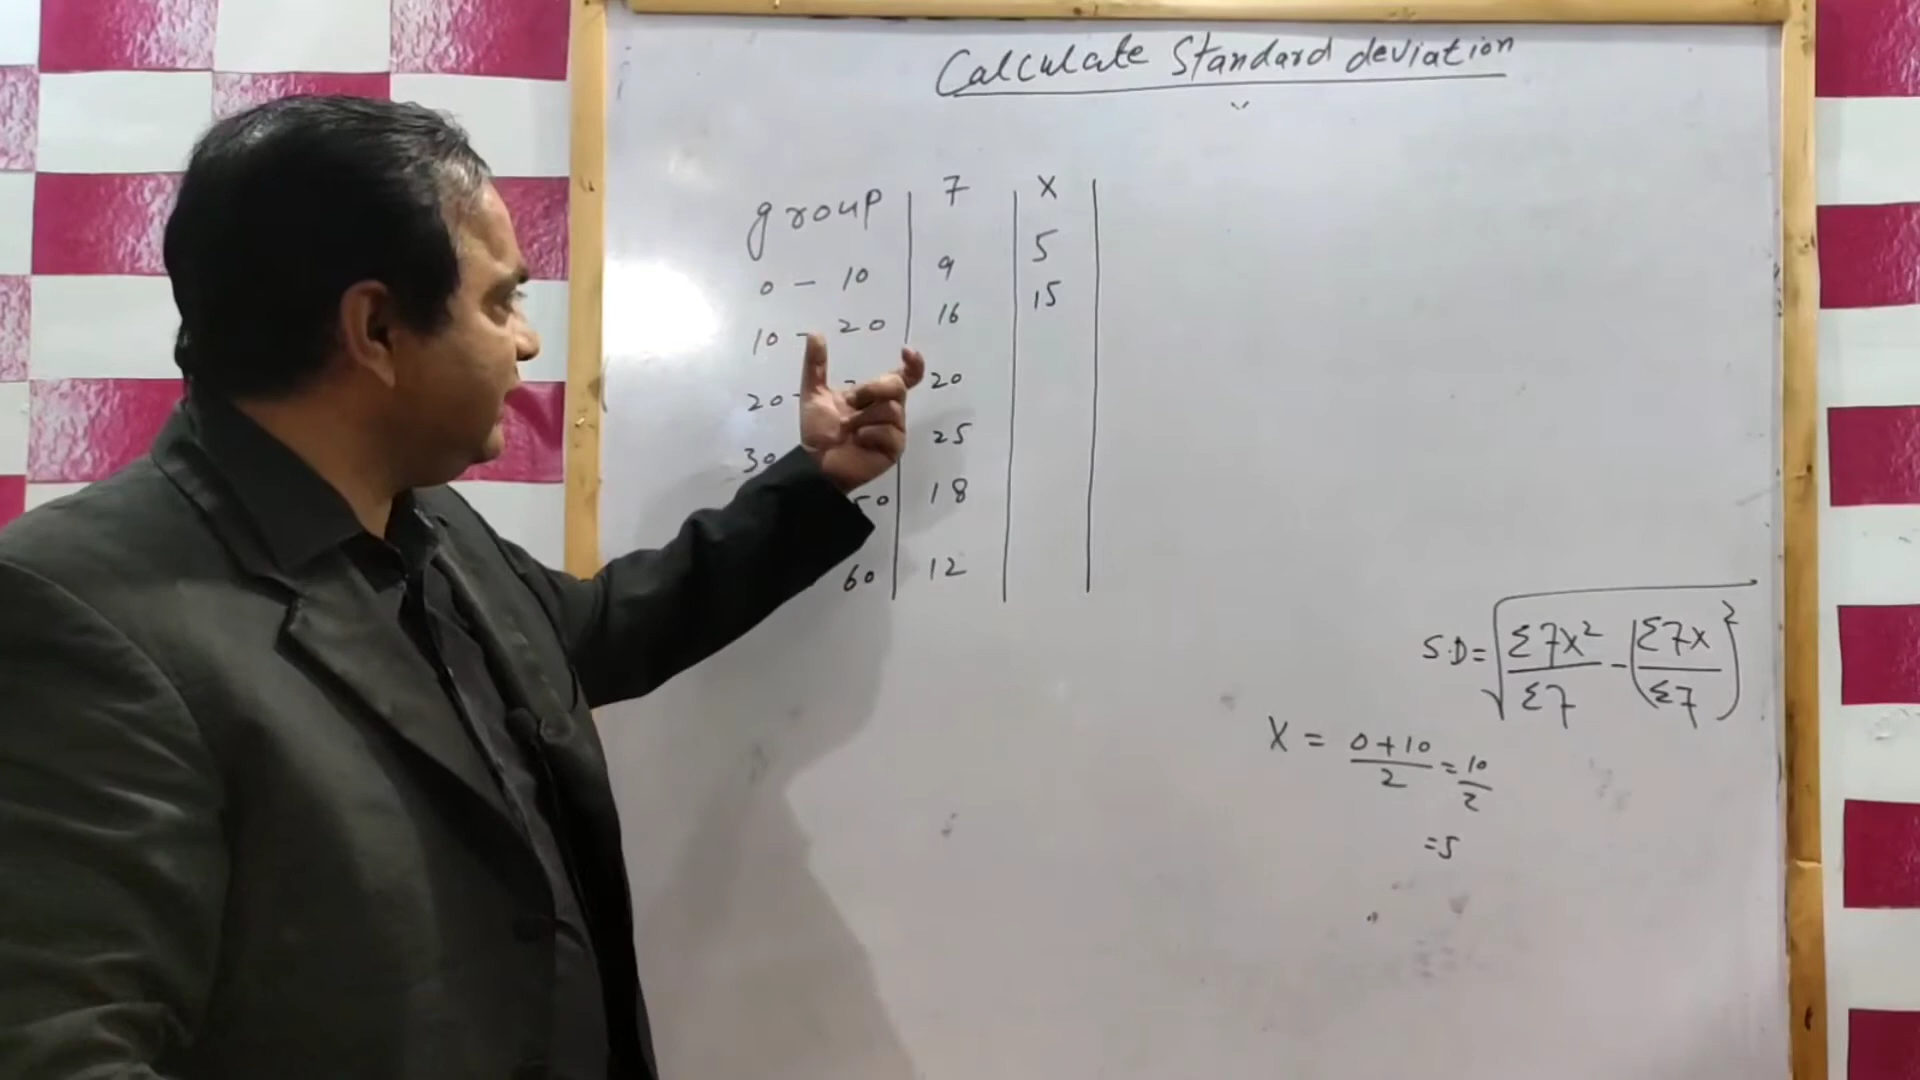 Calculate Standard deviation
group | f | X
0 - 10 | 9 | 5
10 - 20 | 16 | 15
20 - | 20
30 | 25
50 | 18
60 | 12
S.D = √ Σfx² / Σf - (Σfx / Σf)²
X = 0+10 / 2 = 10 / 2
= 5